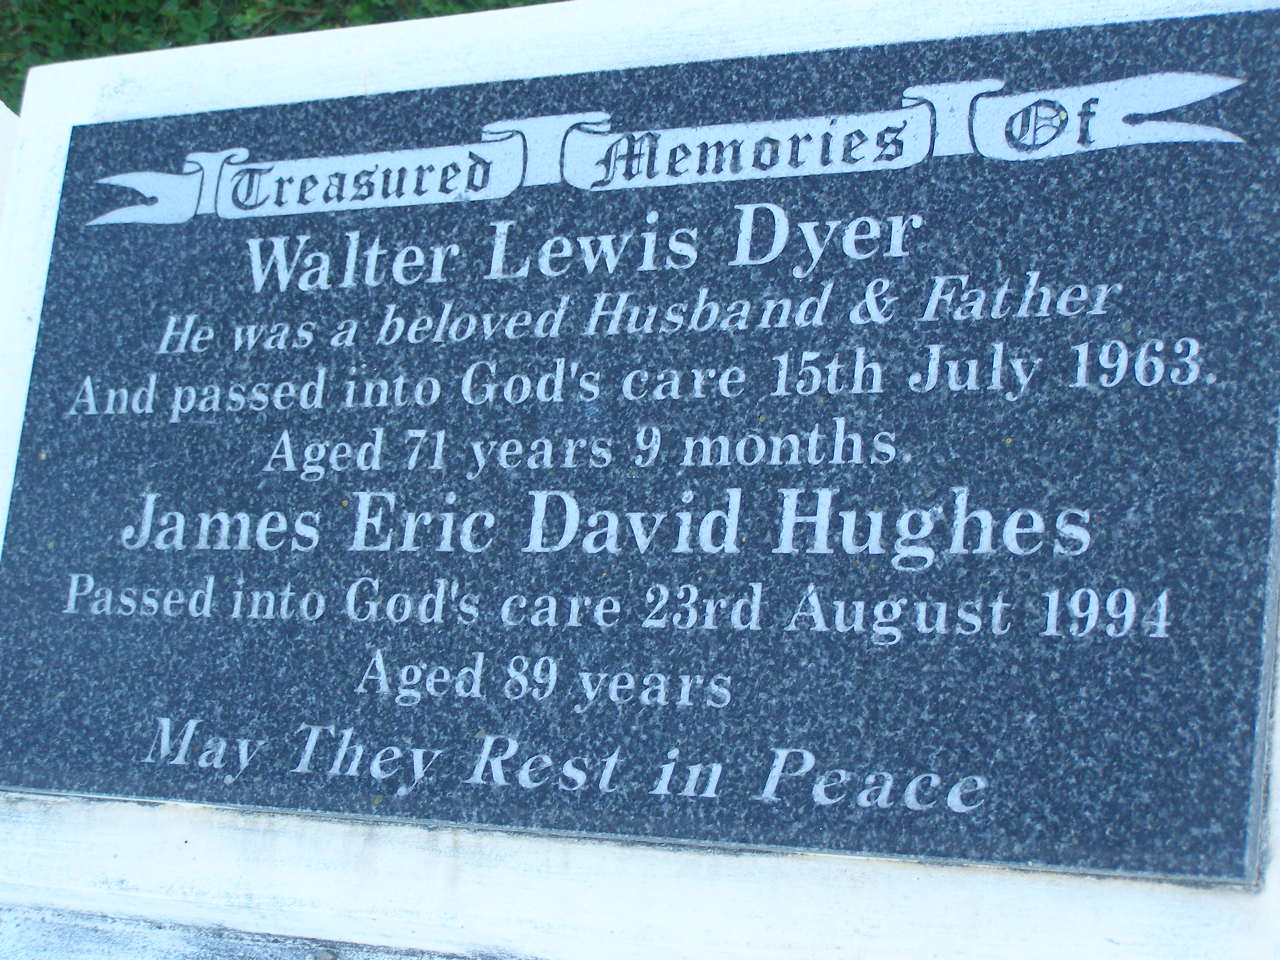 Treasured Memories Of
Walter Lewis Dyer
He was a beloved Husband & Father
And passed into God's care 15th July 1963.
Aged 71 years 9 months.
James Eric David Hughes
Passed into God's care 23rd August 1994
Aged 89 years
May They Rest in Peace